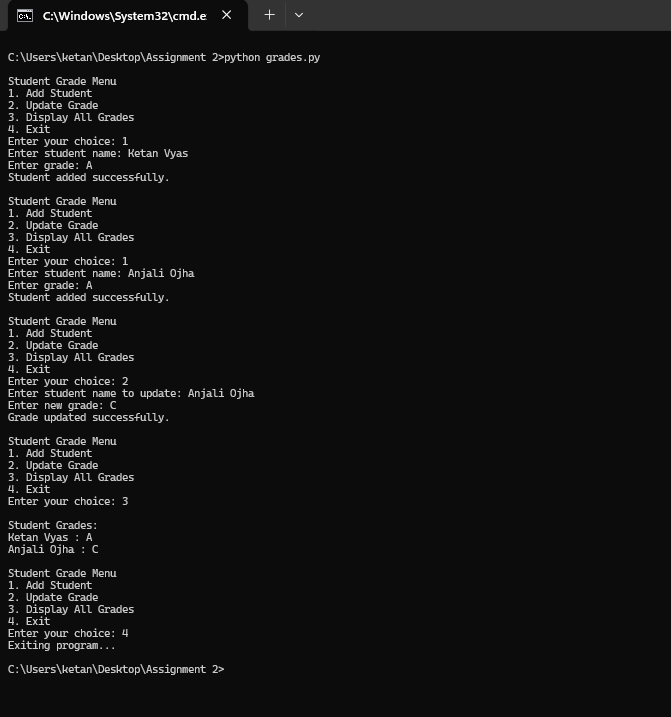 C:\Windows\System32\cmd.e
C:\Users\ketan\Desktop\Assignment 2>python grades.py
Student Grade Menu
1. Add Student
2. Update Grade
3. Display All Grades
4. Exit
Enter your choice: 1
Enter student name: Ketan Vyas
Enter grade: A
Student added successfully.
Student Grade Menu
1. Add Student
2. Update Grade
3. Display All Grades
4. Exit
Enter your choice: 1
Enter student name: Anjali Ojha
Enter grade: A
Student added successfully.
Student Grade Menu
1. Add Student
2. Update Grade
3. Display All Grades
4. Exit
Enter your choice: 2
Enter student name to update: Anjali Ojha
Enter new grade: C
Grade updated successfully.
Student Grade Menu
1. Add Student
2. Update Grade
3. Display All Grades
4. Exit
Enter your choice: 3
Student Grades:
Ketan Vyas : A
Anjali Ojha : C
Student Grade Menu
1. Add Student
2. Update Grade
3. Display All Grades
4. Exit
Enter your choice: 4
Exiting program...
C:\Users\ketan\Desktop\Assignment 2>